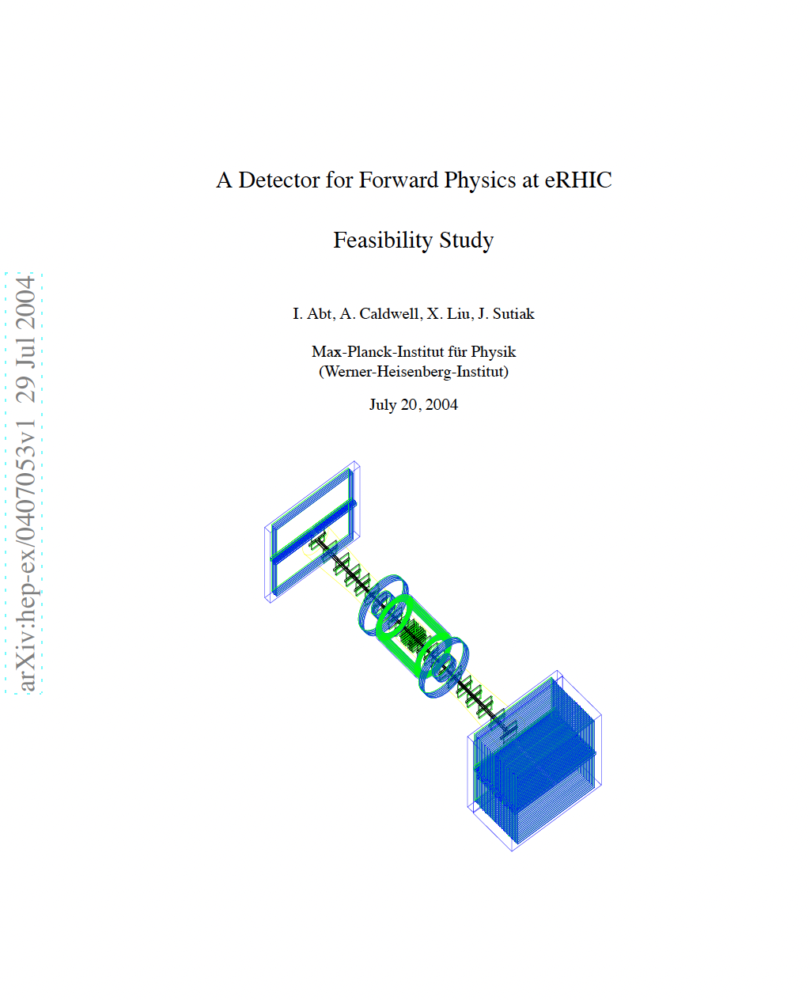 A Detector for Forward Physics at eRHIC
Feasibility Study
I. Abt, A. Caldwell, X. Liu, J. Sutiak
Max-Planck-Institut für Physik
(Werner-Heisenberg-Institut)
July 20, 2004
arXiv:hep-ex/0407053v1 29 Jul 2004